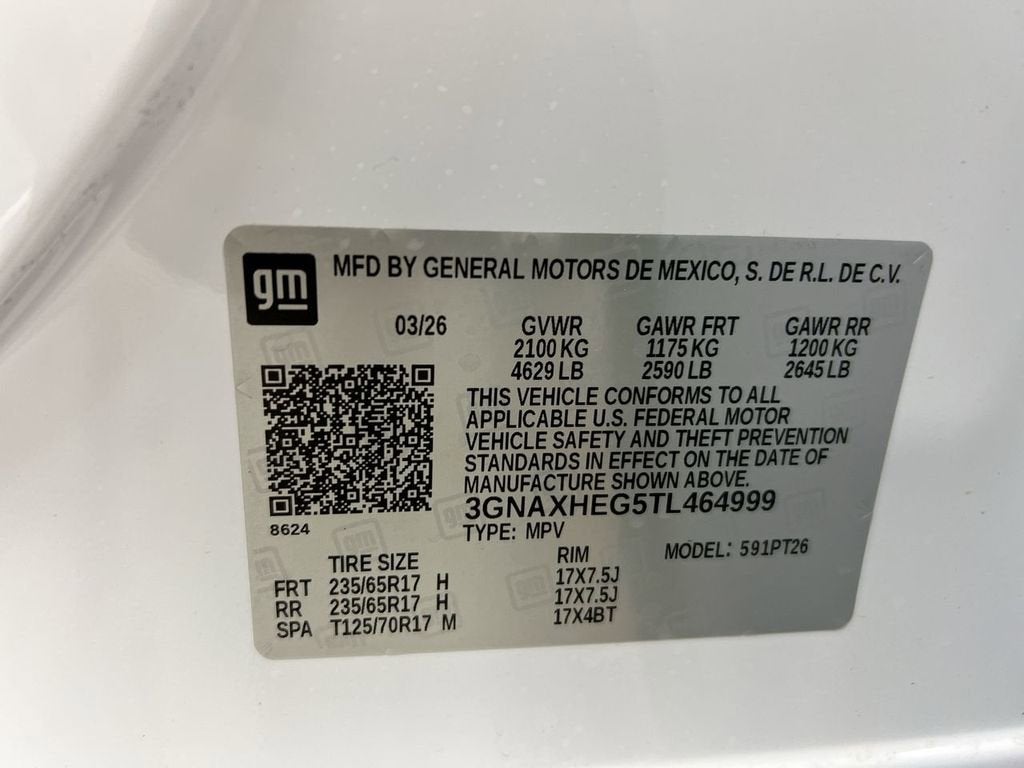 gm MFD BY GENERAL MOTORS DE MEXICO, S. DE R.L. DE C.V.
03/26 GVWR GAWR FRT GAWR RR
2100 KG 1175 KG 1200 KG
4629 LB 2590 LB 2645 LB
THIS VEHICLE CONFORMS TO ALL
APPLICABLE U.S. FEDERAL MOTOR
VEHICLE SAFETY AND THEFT PREVENTION
STANDARDS IN EFFECT ON THE DATE OF
MANUFACTURE SHOWN ABOVE.
3GNAXHEG5TL464999
8624
TYPE: MPV MODEL: 591PT26
TIRE SIZE RIM
FRT 235/65R17 H 17X7.5J
RR 235/65R17 H 17X7.5J
SPA T125/70R17 M 17X4BT